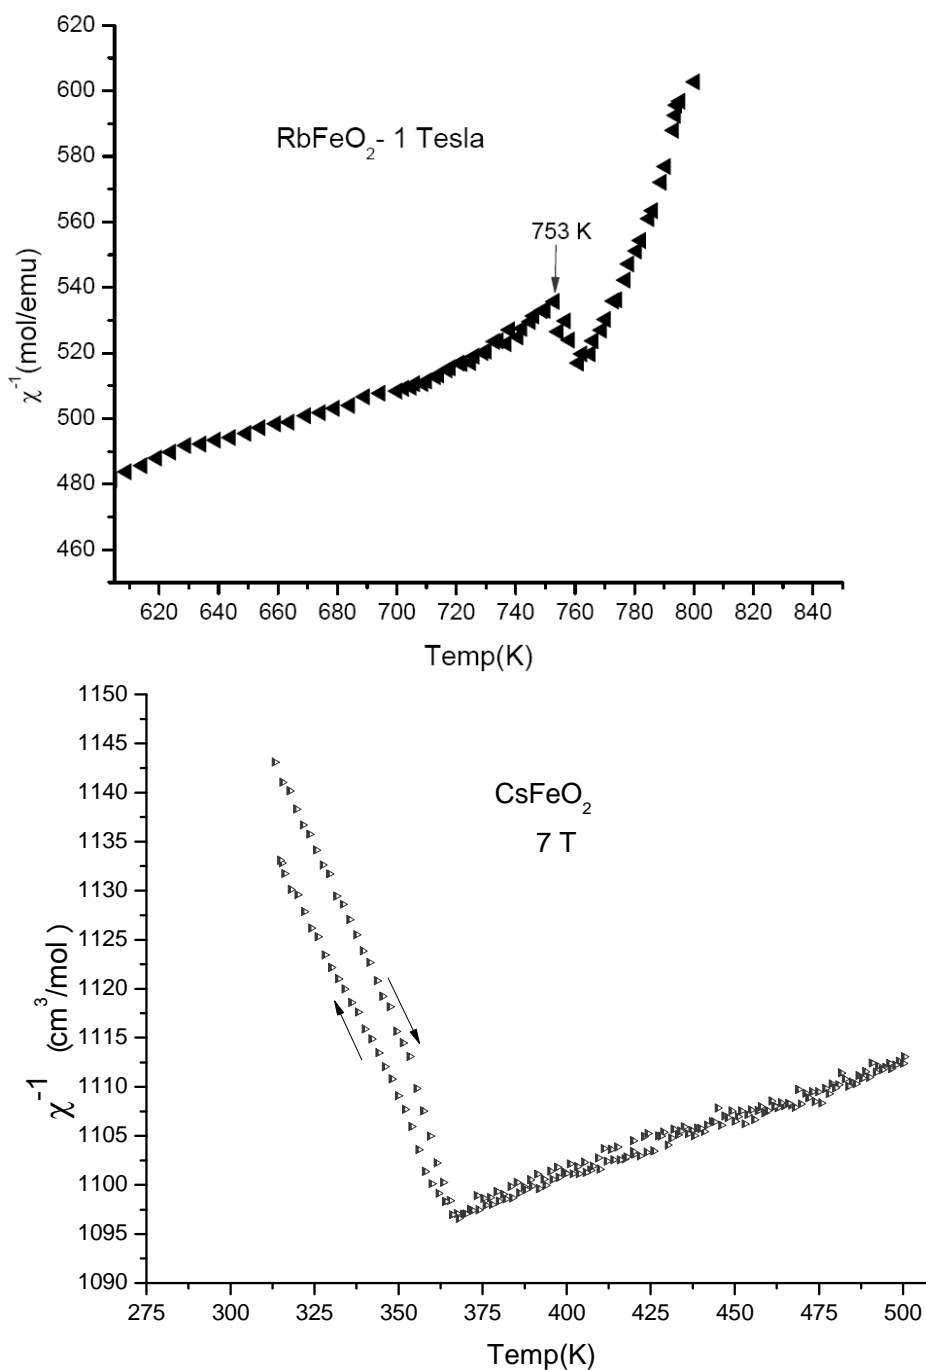 620
600
580
560
540
520
500
480
460
χ⁻¹(mol/emu)
RbFeO₂- 1 Tesla
753 K
620 640 660 680 700 720 740 760 780 800 820 840
Temp(K)
1150
1145
1140
1135
1130
1125
1120
1115
1110
1105
1100
1095
1090
χ⁻¹ (cm³/mol )
CsFeO₂
7 T
275 300 325 350 375 400 425 450 475 500
Temp(K)